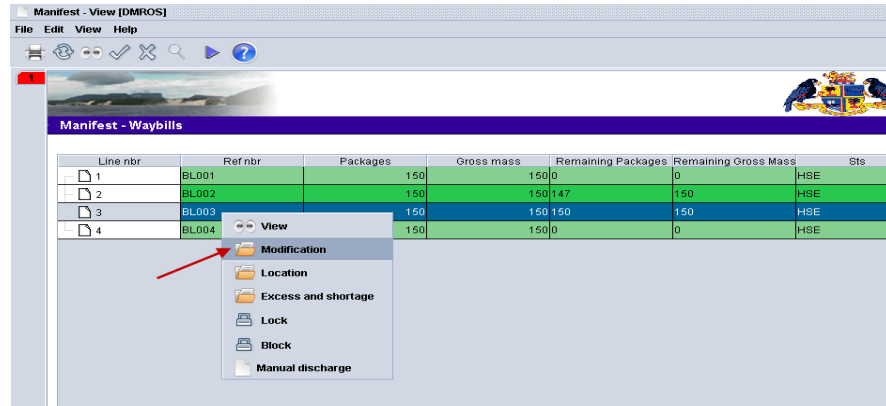 Manifest - View [DMROS]
File Edit View Help
1
Manifest - Waybills
Line nbr Ref nbr Packages Gross mass Remaining Packages Remaining Gross Mass Sts
1 BL001 150 150 0 0 HSE
2 BL002 150 150 147 150 HSE
3 BL003 150 150 150 150 HSE
4 BL004 150 150 0 0 HSE
View
Modification
Location
Excess and shortage
Lock
Block
Manual discharge